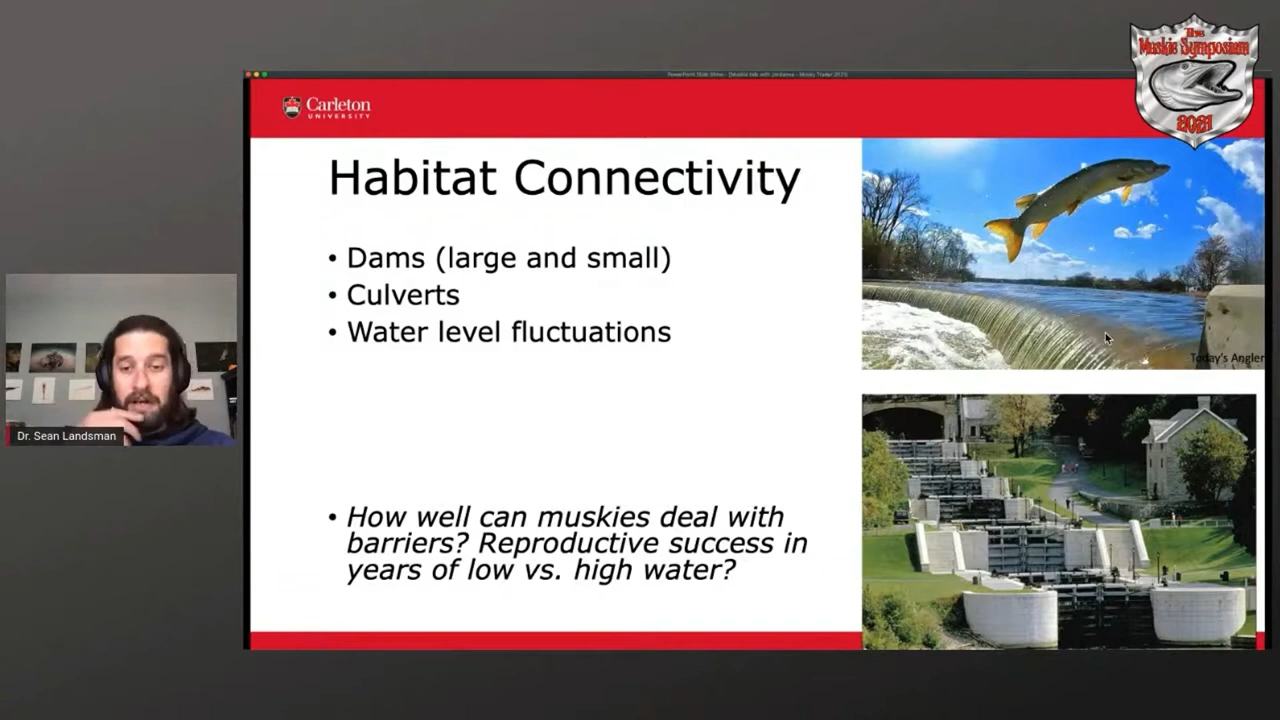 The
Muskie Symposium
2021
Carleton
UNIVERSITY
Habitat Connectivity
• Dams (large and small)
• Culverts
• Water level fluctuations
• How well can muskies deal with
barriers? Reproductive success in
years of low vs. high water?
Today's Angler
Dr. Sean Landsman